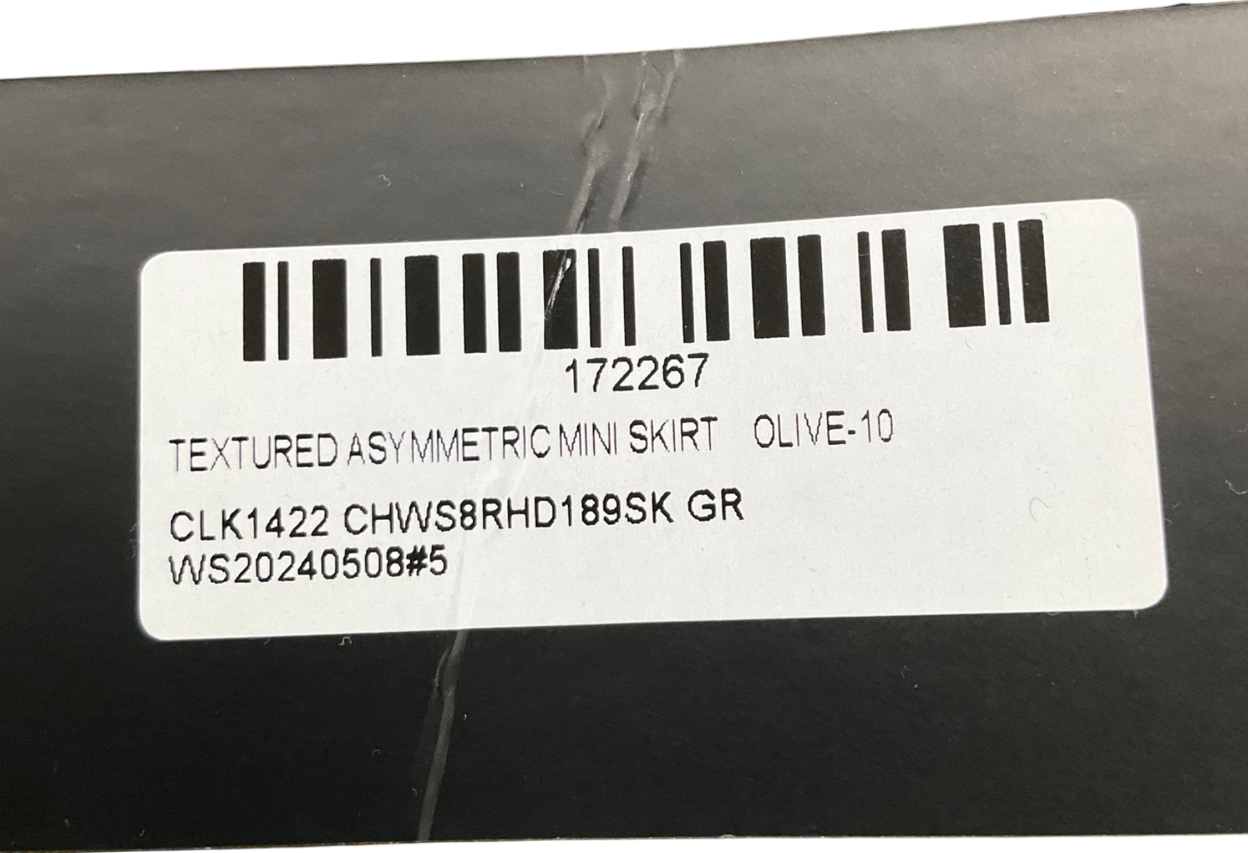 172267
TEXTURED ASYMMETRIC MINI SKIRT OLIVE-10
CLK1422 CHWS8RHD189SK GR
WS20240508#5